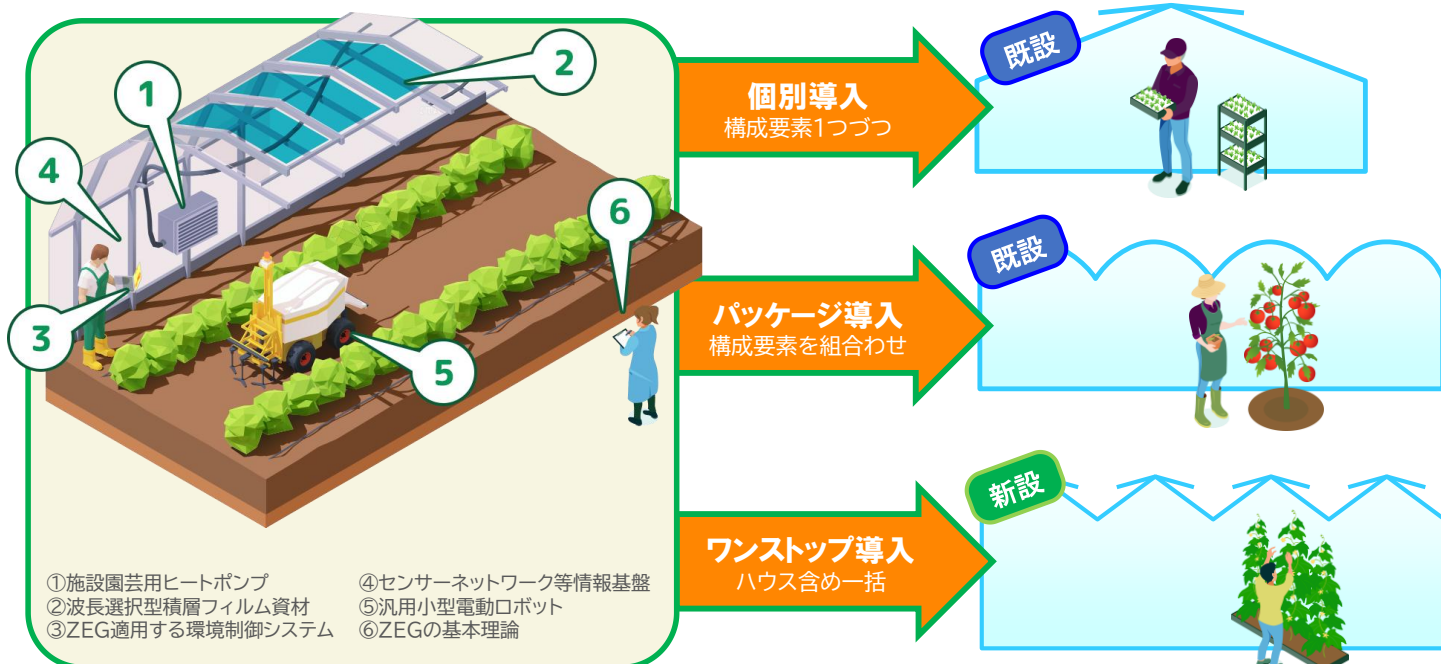 1
2
3
4
5
6
①施設園芸用ヒートポンプ
②波長選択型積層フィルム資材
③ZEG適用する環境制御システム
④センサーネットワーク等情報基盤
⑤汎用小型電動ロボット
⑥ZEGの基本理論
個別導入
構成要素1つづつ
既設
パッケージ導入
構成要素を組合わせ
既設
ワンストップ導入
ハウス含め一括
新設